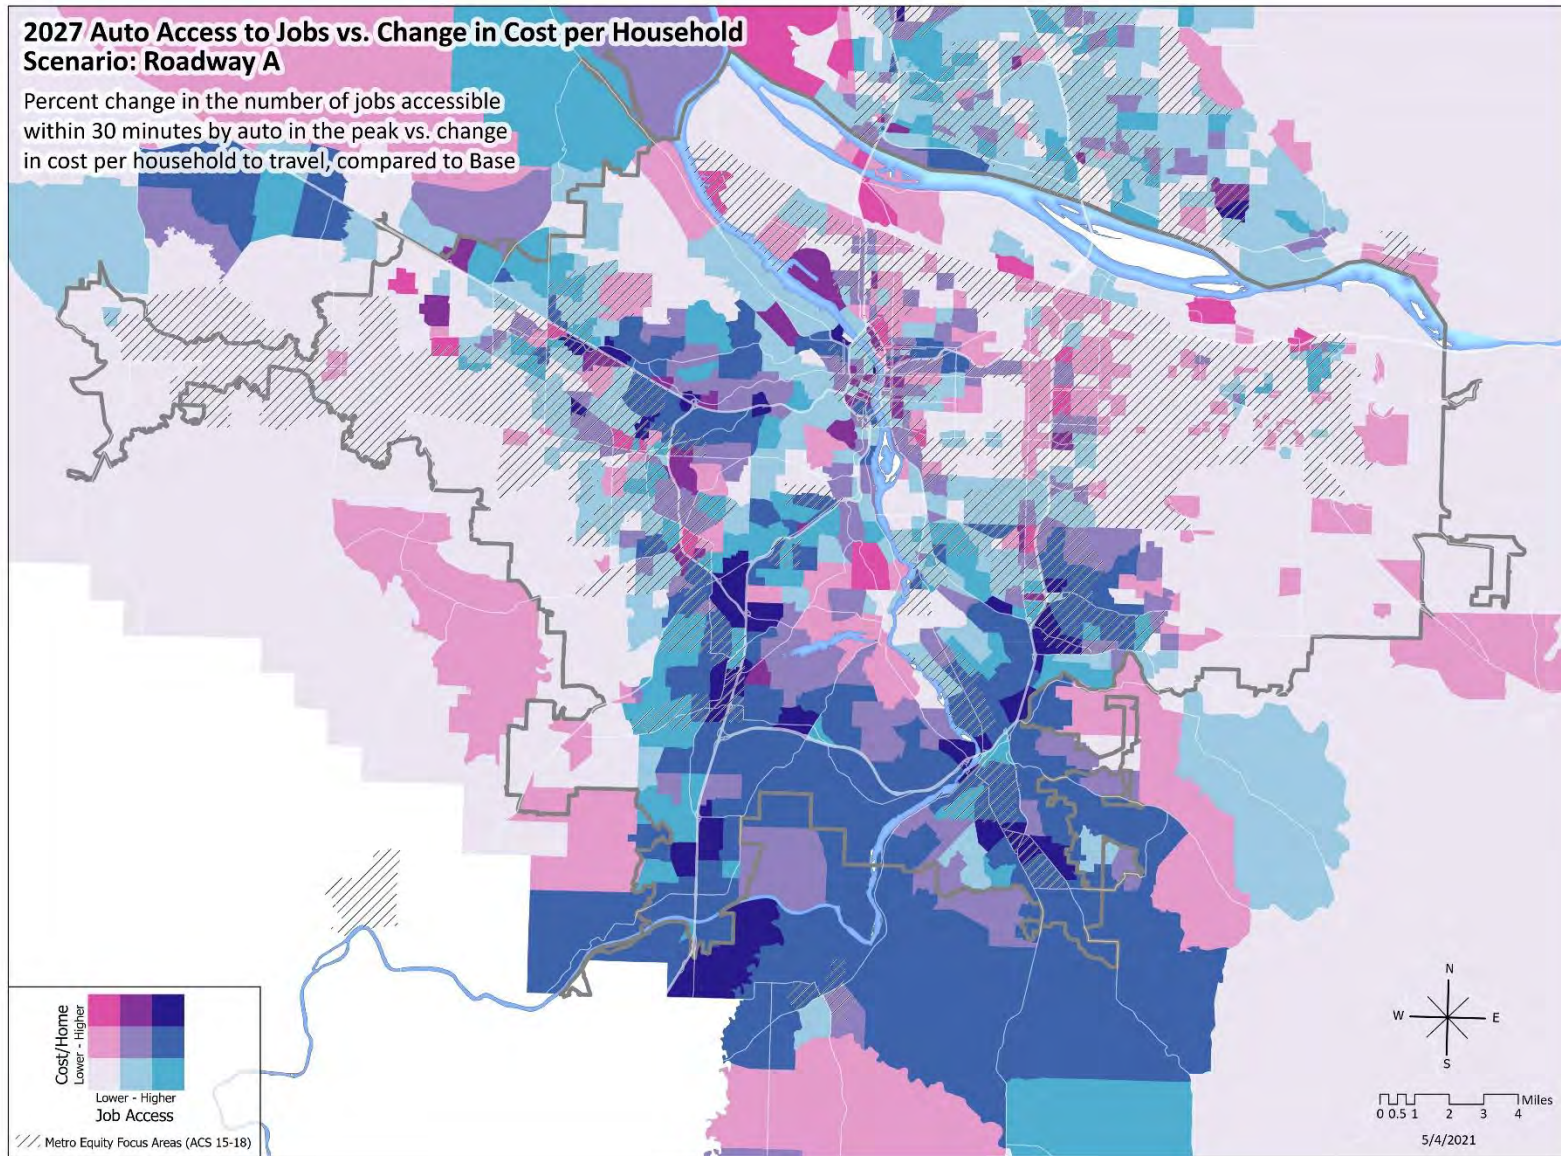 2027 Auto Access to Jobs vs. Change in Cost per Household
Scenario: Roadway A
Percent change in the number of jobs accessible
within 30 minutes by auto in the peak vs. change
in cost per household to travel, compared to Base
Cost/Home
Lower - Higher
Lower - Higher
Job Access
Metro Equity Focus Areas (ACS 15-18)
N
W E
S
Miles
0 0.5 1 2 3 4
5/4/2021